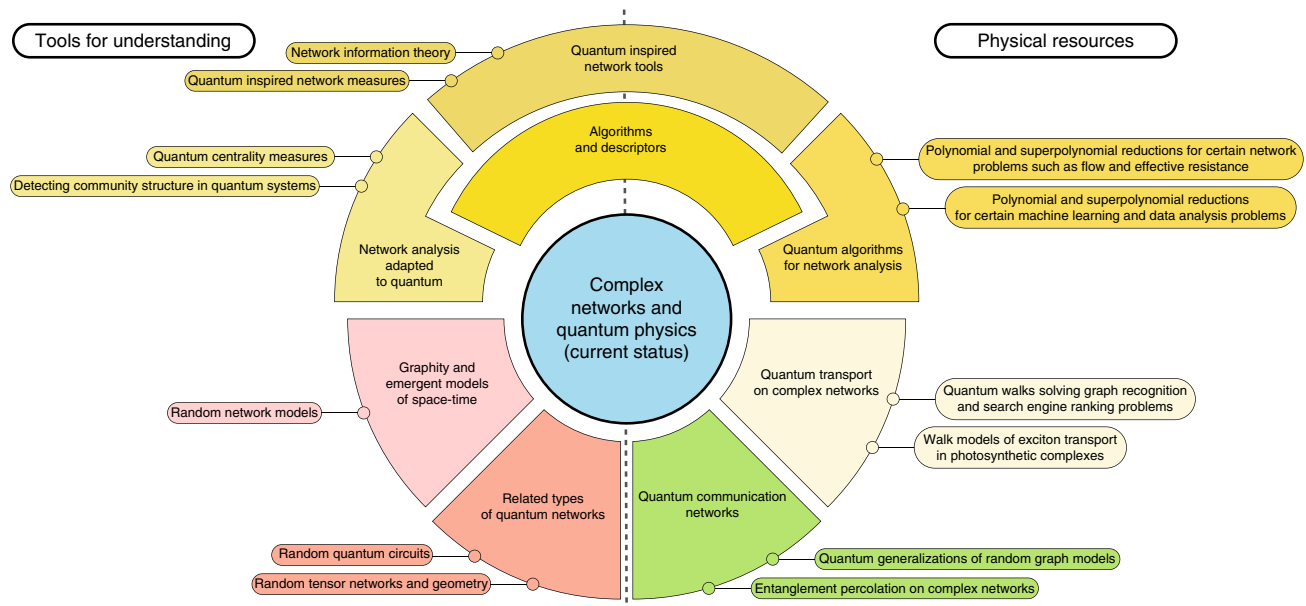 Tools for understanding
Physical resources
Network information theory
Quantum inspired network measures
Quantum inspired
network tools
Algorithms
and descriptors
Quantum centrality measures
Detecting community structure in quantum systems
Network analysis
adapted
to quantum
Polynomial and superpolynomial reductions for certain network
problems such as flow and effective resistance
Polynomial and superpolynomial reductions
for certain machine learning and data analysis problems
Quantum algorithms
for network analysis
Complex
networks and
quantum physics
(current status)
Graphity and
emergent models
of space-time
Random network models
Quantum transport
on complex networks
Quantum walks solving graph recognition
and search engine ranking problems
Walk models of exciton transport
in photosynthetic complexes
Related types
of quantum networks
Random quantum circuits
Random tensor networks and geometry
Quantum communication
networks
Quantum generalizations of random graph models
Entanglement percolation on complex networks